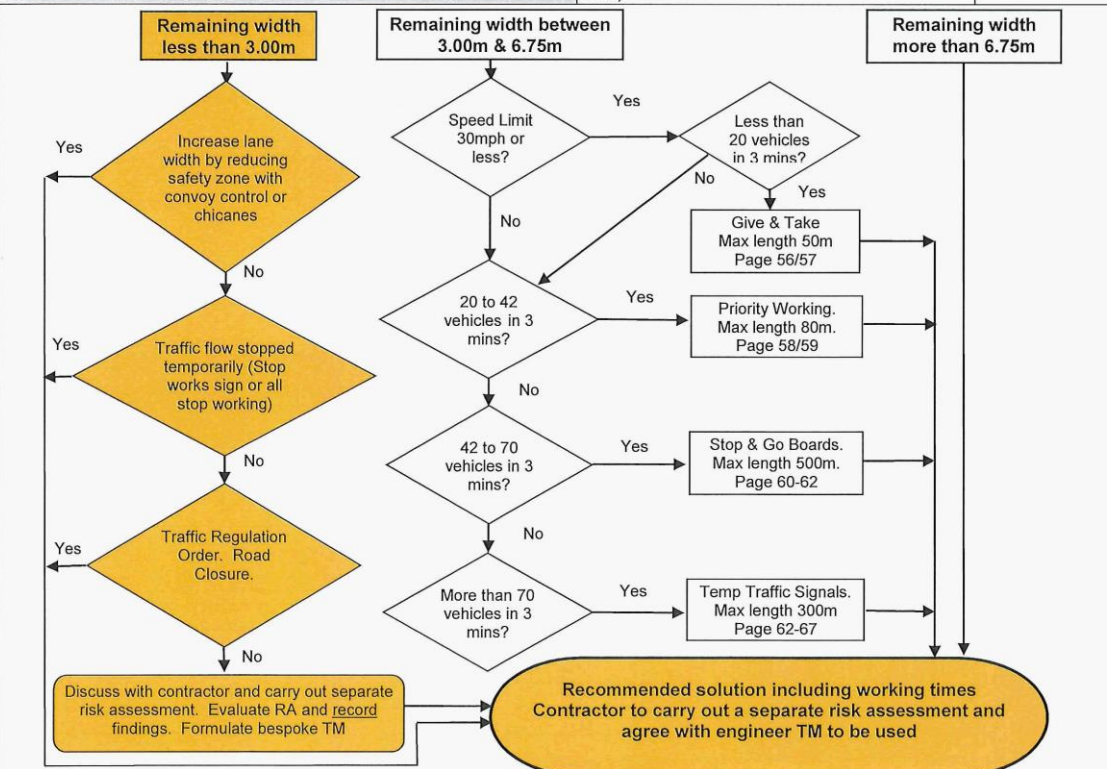 Remaining width
less than 3.00m
Remaining width between
3.00m & 6.75m
Remaining width
more than 6.75m
Yes
Increase lane
width by reducing
safety zone with
convoy control or
chicanes
No
Yes
Traffic flow stopped
temporarily (Stop
works sign or all
stop working)
No
Yes
Traffic Regulation
Order. Road
Closure.
No
Discuss with contractor and carry out separate
risk assessment. Evaluate RA and record
findings. Formulate bespoke TM
Speed Limit
30mph or
less?
Yes
No
Less than
20 vehicles
in 3 mins?
No
Yes
Give & Take
Max length 50m
Page 56/57
20 to 42
vehicles in 3
mins?
Yes
No
Priority Working.
Max length 80m.
Page 58/59
42 to 70
vehicles in 3
mins?
Yes
No
Stop & Go Boards.
Max length 500m.
Page 60-62
More than 70
vehicles in 3
mins?
Yes
Temp Traffic Signals.
Max length 300m
Page 62-67
Recommended solution including working times
Contractor to carry out a separate risk assessment and
agree with engineer TM to be used